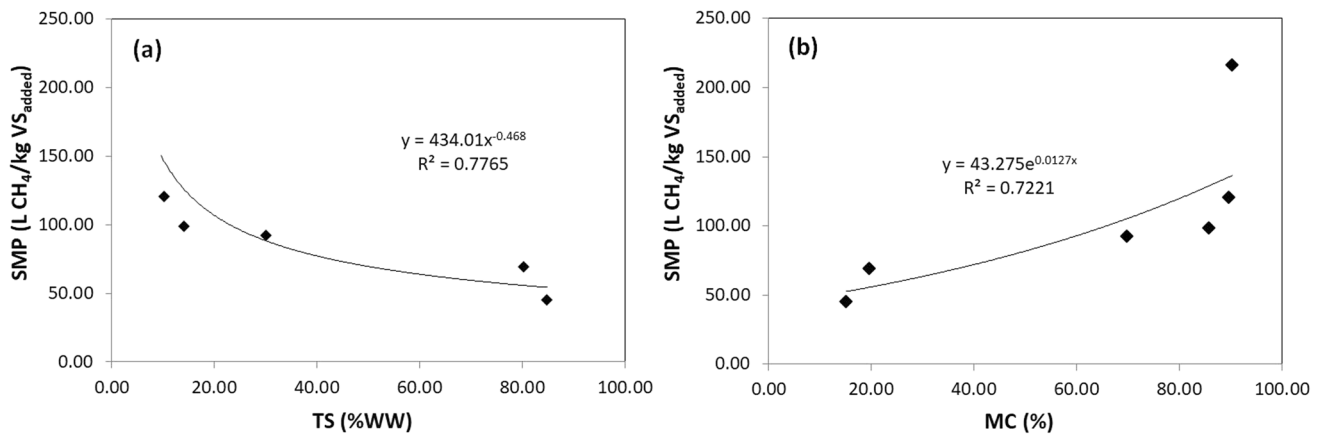 (a)
250.00
200.00
150.00
100.00
50.00
0.00
SMP (L CH4/kg VSadded)
y = 434.01x^-0.468
R² = 0.7765
0.00 20.00 40.00 60.00 80.00 100.00
TS (%WW)
(b)
250.00
200.00
150.00
100.00
50.00
0.00
SMP (L CH4/kg VSadded)
y = 43.275e^0.0127x
R² = 0.7221
0.00 20.00 40.00 60.00 80.00 100.00
MC (%)